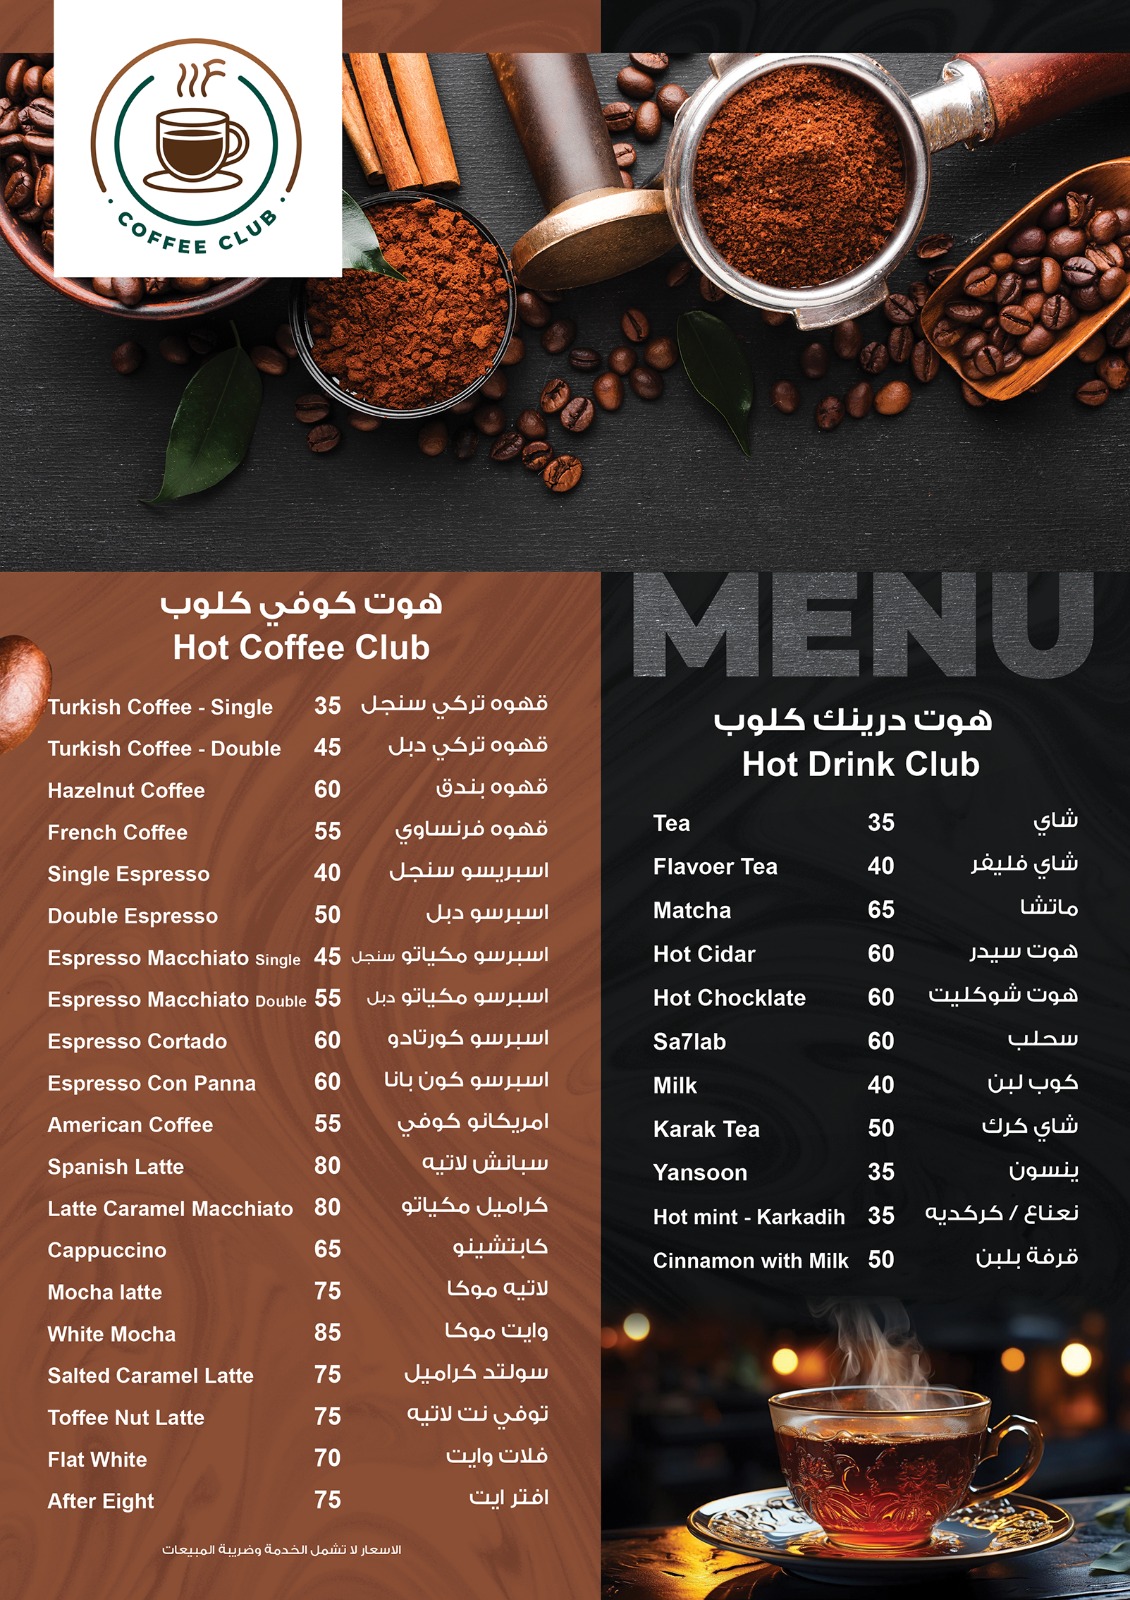 COFFEE CLUB
هوت كوفي كلوب
Hot Coffee Club
Turkish Coffee - Single 35 قهوه تركي سنجل
Turkish Coffee - Double 45 قهوه تركي دبل
Hazelnut Coffee 60 قهوه بندق
French Coffee 55 قهوه فرنساوي
Single Espresso 40 اسبريسو سنجل
Double Espresso 50 اسبرسو دبل
Espresso Macchiato Single 45 اسبرسو مكياتو سنجل
Espresso Macchiato Double 55 اسبرسو مكياتو دبل
Espresso Cortado 60 اسبرسو كورتادو
Espresso Con Panna 60 اسبرسو كون بانا
American Coffee 55 امريكانو كوفي
Spanish Latte 80 سبانش لاتيه
Latte Caramel Macchiato 80 كراميل مكياتو
Cappuccino 65 كابتشينو
Mocha latte 75 لاتيه موكا
White Mocha 85 وايت موكا
Salted Caramel Latte 75 سولتد كراميل
Toffee Nut Latte 75 توفي نت لاتيه
Flat White 70 فلات وايت
After Eight 75 افتر ايت
الاسعار لا تشمل الخدمة وضريبة المبيعات
MENU
هوت درينك كلوب
Hot Drink Club
Tea 35 شاي
Flavoer Tea 40 شاي فليفر
Matcha 65 ماتشا
Hot Cidar 60 هوت سيدر
Hot Chocklate 60 هوت شوكليت
Sa7lab 60 سحلب
Milk 40 كوب لبن
Karak Tea 50 شاي كرك
Yansoon 35 ينسون
Hot mint - Karkadih 35 نعناع / كركديه
Cinnamon with Milk 50 قرفة بلبن